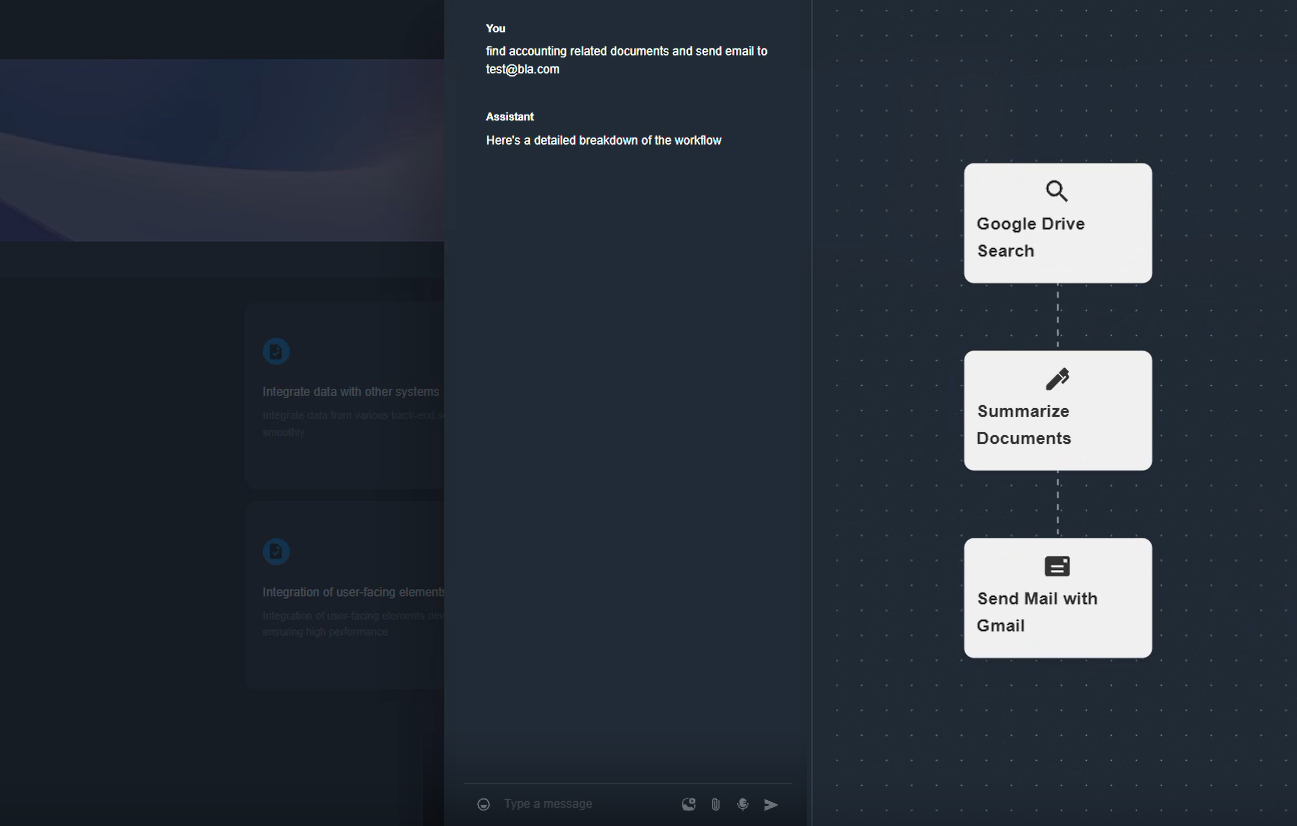 You
find accounting related documents and send email to
test@bla.com
Assistant
Here's a detailed breakdown of the workflow
Integrate data with other systems
Integrate data from various back-end
smoothly
Integration of user-facing elements
Integration of user-facing elements
ensuring high performance
Type a message
Google Drive
Search
Summarize
Documents
Send Mail with
Gmail